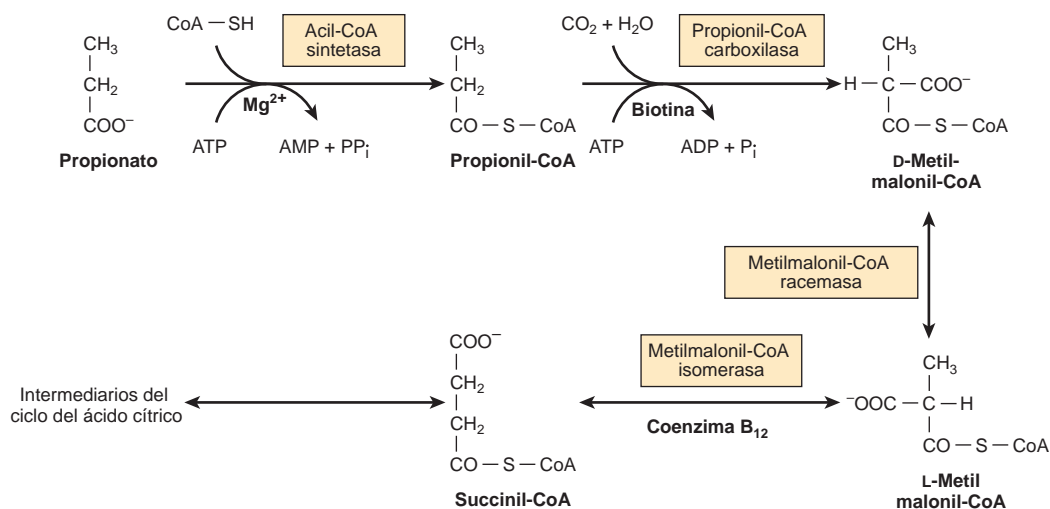 CoA — SH
Acil-CoA
sintetasa
CO₂ + H₂O
Propionil-CoA
carboxilasa
CH₃
CH₂
COO⁻
Propionato
Mg²⁺
ATP
AMP + PPᵢ
CH₃
CH₂
CO — S — CoA
Propionil-CoA
Biotina
ATP
ADP + Pᵢ
CH₃
H — C — COO⁻
CO — S — CoA
D-Metil-
malonil-CoA
Metilmalonil-CoA
racemasa
CH₃
⁻OOC — C — H
CO — S — CoA
L-Metil
malonil-CoA
Metilmalonil-CoA
isomerasa
Coenzima B₁₂
COO⁻
CH₂
CH₂
CO — S — CoA
Succinil-CoA
Intermediarios del
ciclo del ácido cítrico